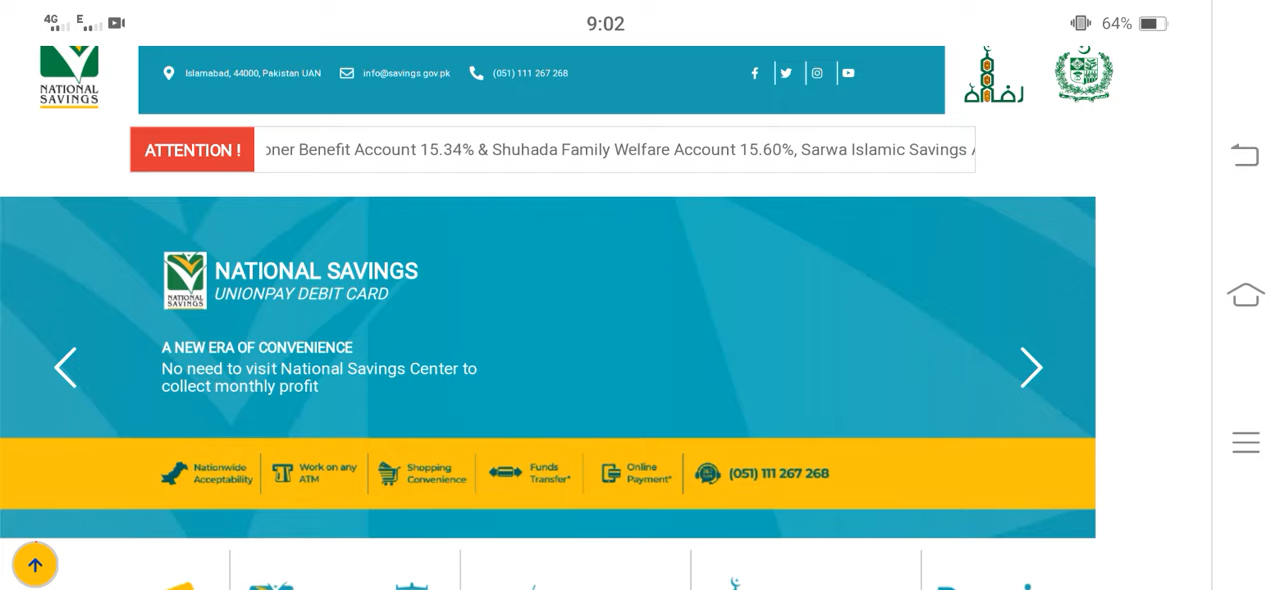 4G E 9:02 64%
NATIONAL
SAVINGS
Islamabad, 44000, Pakistan UAN info@savings.gov.pk (051) 111 267 268
رمضان
ATTENTION ! oner Benefit Account 15.34% & Shuhada Family Welfare Account 15.60%, Sarwa Islamic Savings
NATIONAL
SAVINGS
NATIONAL SAVINGS
UNIONPAY DEBIT CARD
A NEW ERA OF CONVENIENCE
No need to visit National Savings Center to
collect monthly profit
Nationwide
Acceptability
Work on any
ATM
Shopping
Convenience
Funds
Transfer*
Online
Payment*
(051) 111 267 268